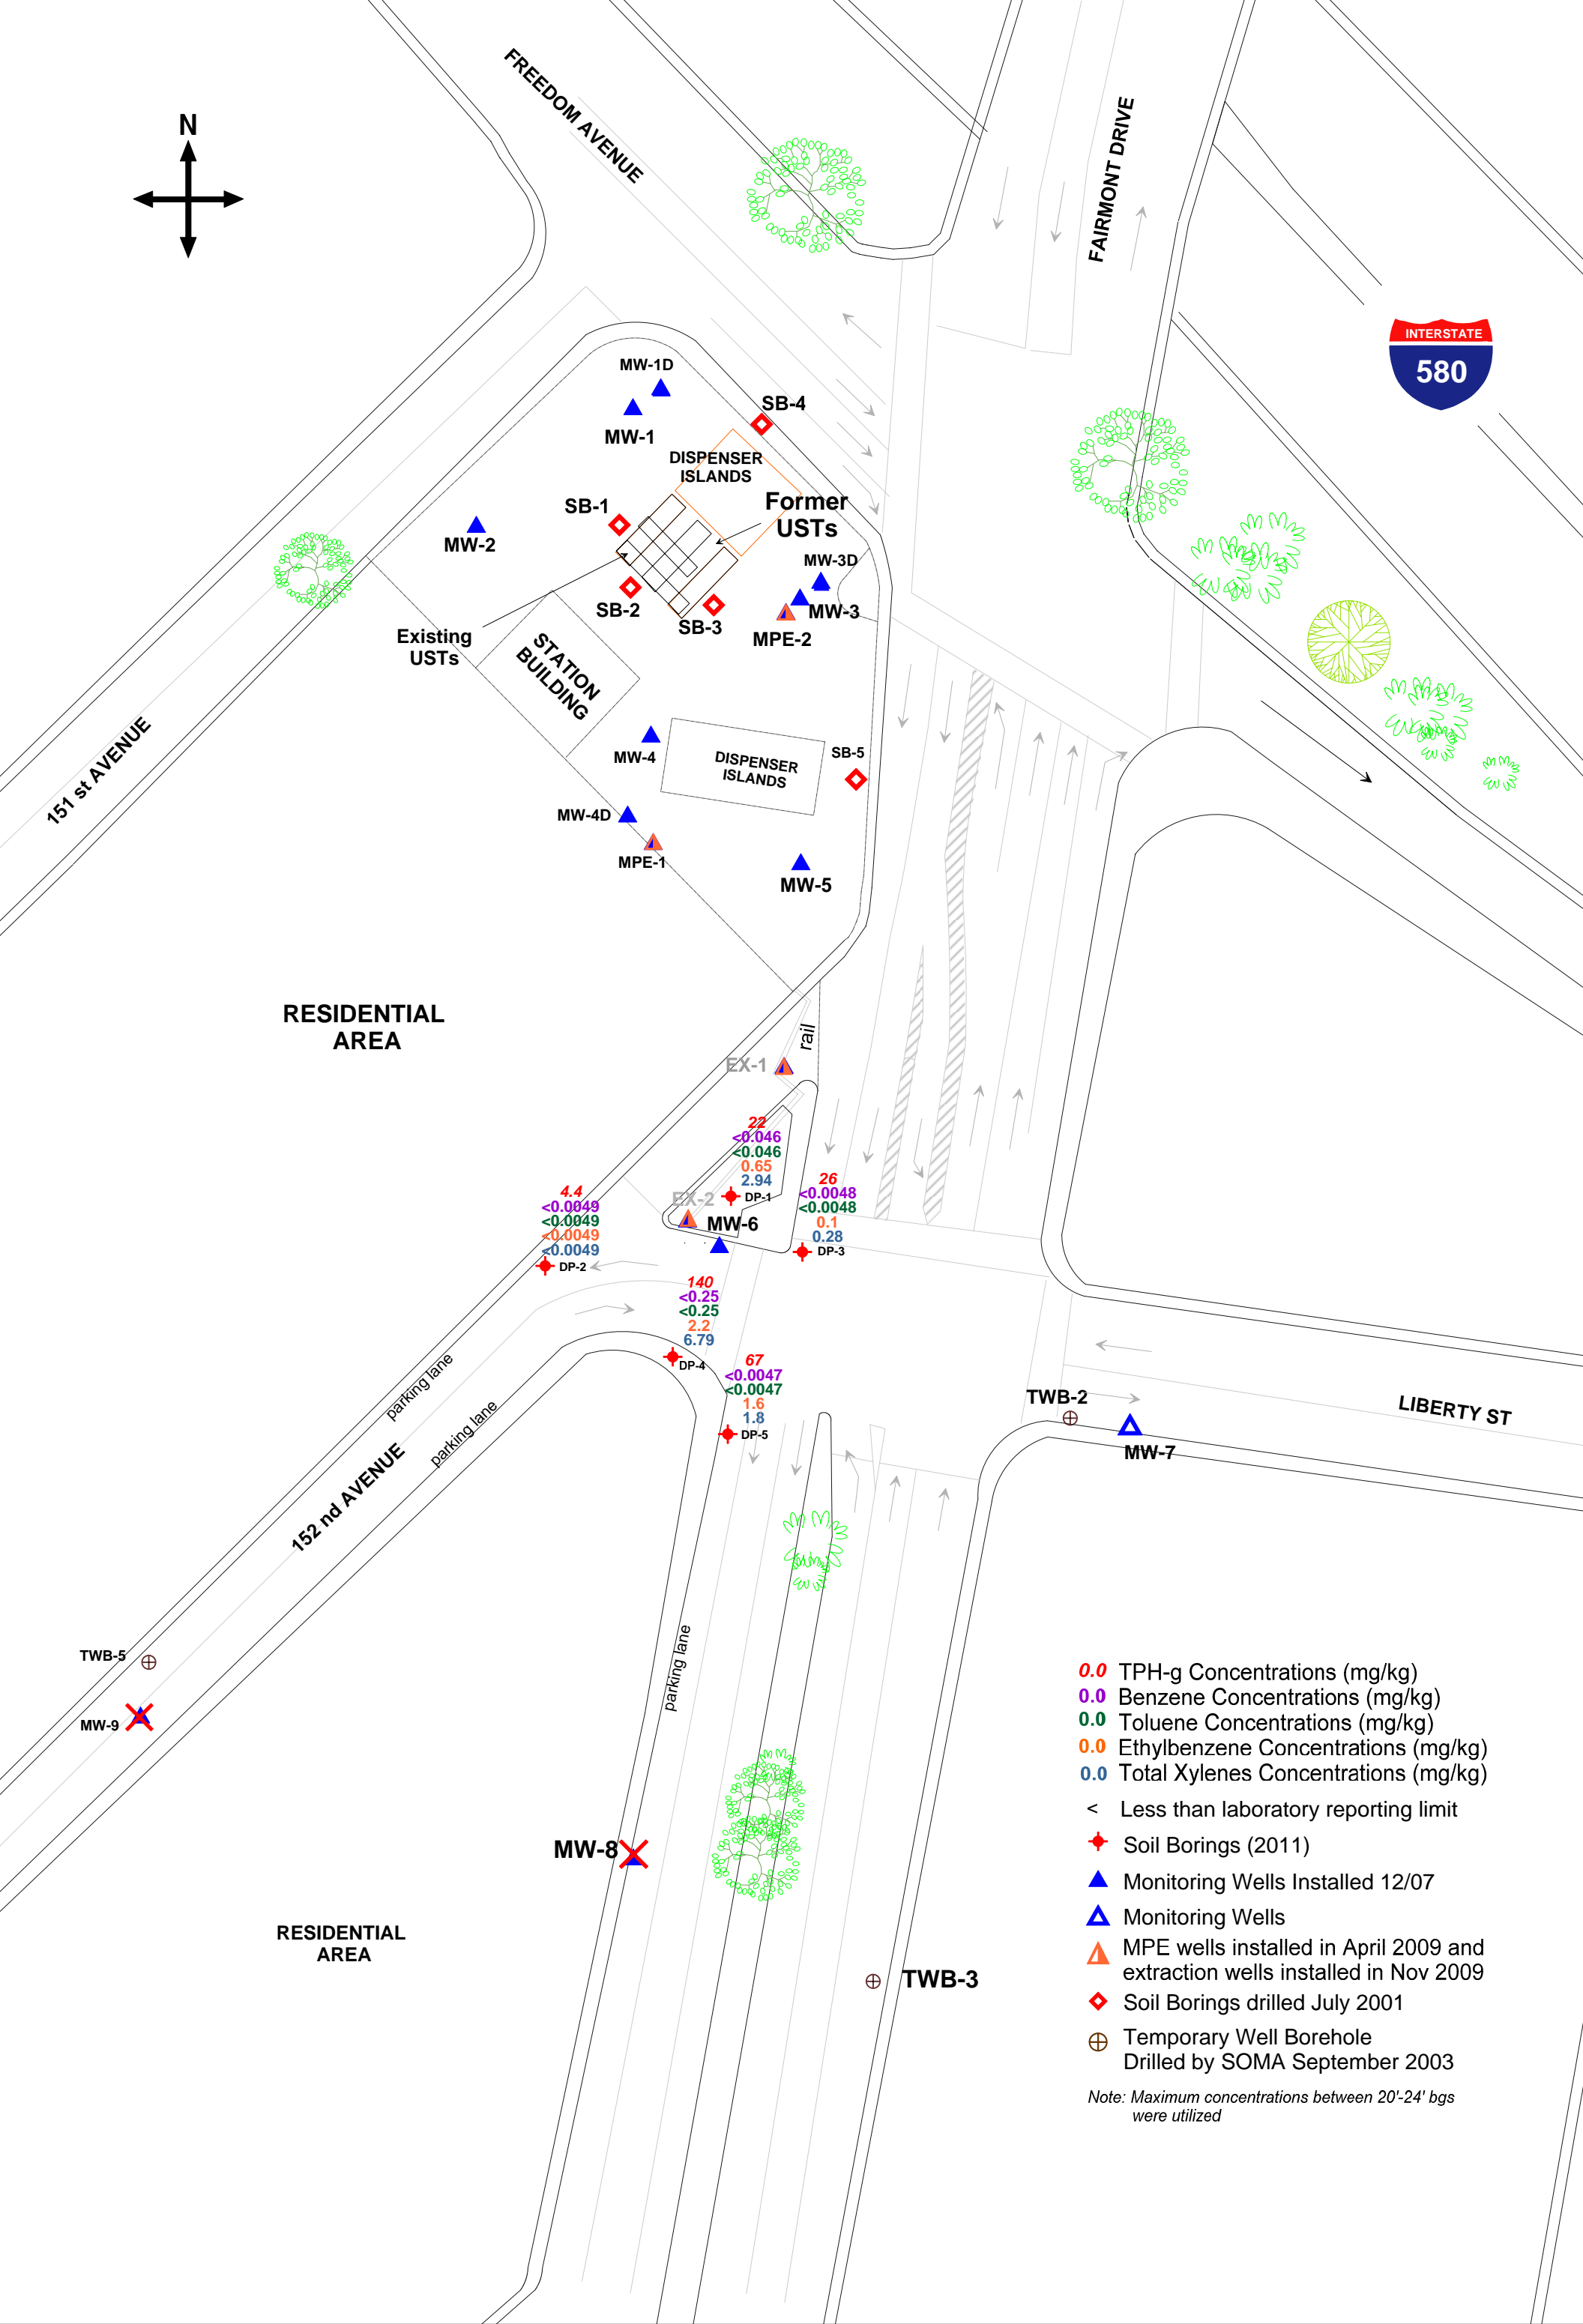 FREEDOM AVENUE
FAIRMONT DRIVE
N
INTERSTATE
580
MW-1D
MW-1
SB-4
DISPENSER
ISLANDS
Former
USTs
SB-1
MW-2
MW-3D
MW-3
SB-2
SB-3
MPE-2
Existing
USTs
STATION
BUILDING
151 st AVENUE
MW-4
DISPENSER
ISLANDS
SB-5
MW-4D
MPE-1
MW-5
RESIDENTIAL
AREA
rail
EX-1
22
<0.046
<0.046
0.65
2.94
DP-1
EX-2
MW-6
26
<0.0048
<0.0048
0.1
0.28
DP-3
4.4
<0.0049
<0.0049
<0.0049
<0.0049
DP-2
140
<0.25
<0.25
2.2
6.79
DP-4
67
<0.0047
<0.0047
1.6
1.8
DP-5
parking lane
parking lane
152 nd AVENUE
TWB-2
MW-7
LIBERTY ST
TWB-5
MW-9
parking lane
MW-8
RESIDENTIAL
AREA
TWB-3
0.0 TPH-g Concentrations (mg/kg)
0.0 Benzene Concentrations (mg/kg)
0.0 Toluene Concentrations (mg/kg)
0.0 Ethylbenzene Concentrations (mg/kg)
0.0 Total Xylenes Concentrations (mg/kg)
< Less than laboratory reporting limit
Soil Borings (2011)
Monitoring Wells Installed 12/07
Monitoring Wells
MPE wells installed in April 2009 and
extraction wells installed in Nov 2009
Soil Borings drilled July 2001
Temporary Well Borehole
Drilled by SOMA September 2003
Note: Maximum concentrations between 20'-24' bgs
were utilized